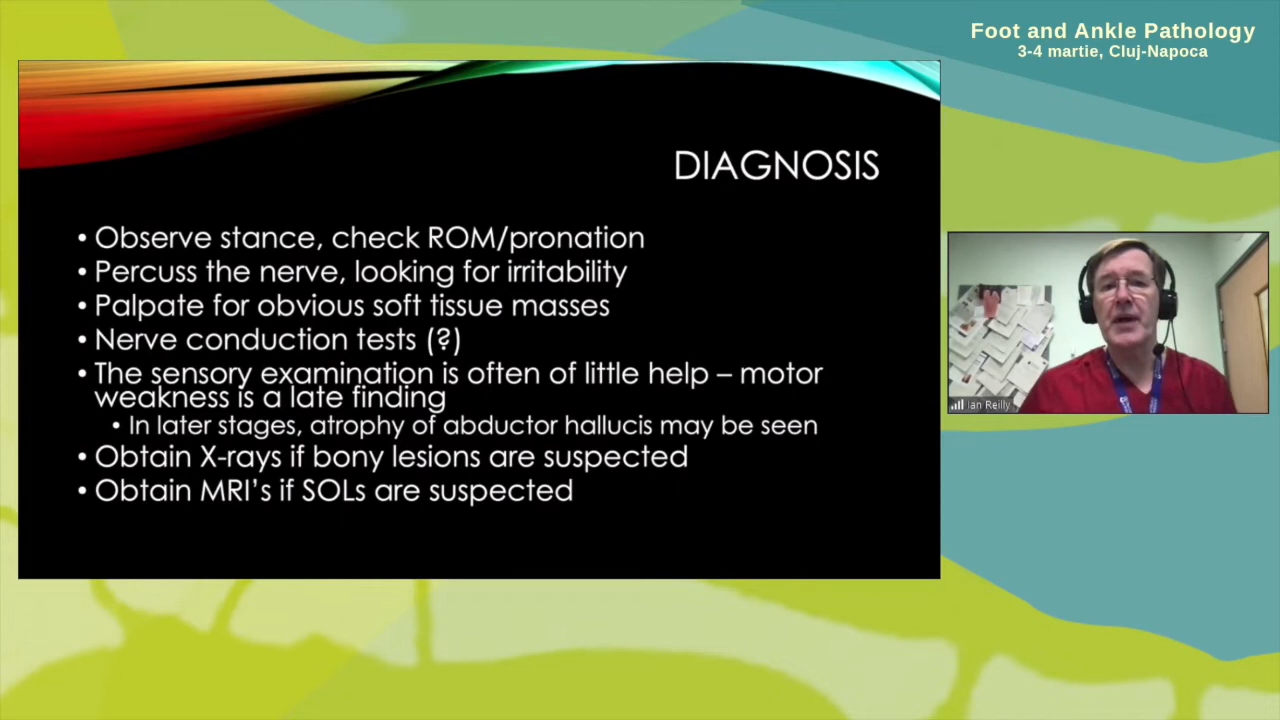 Foot and Ankle Pathology
3-4 martie, Cluj-Napoca
DIAGNOSIS
• Observe stance, check ROM/pronation
• Percuss the nerve, looking for irritability
• Palpate for obvious soft tissue masses
• Nerve conduction tests (?)
• The sensory examination is often of little help – motor
weakness is a late finding
• In later stages, atrophy of abductor hallucis may be seen
• Obtain X-rays if bony lesions are suspected
• Obtain MRI's if SOLs are suspected
Ian Reilly